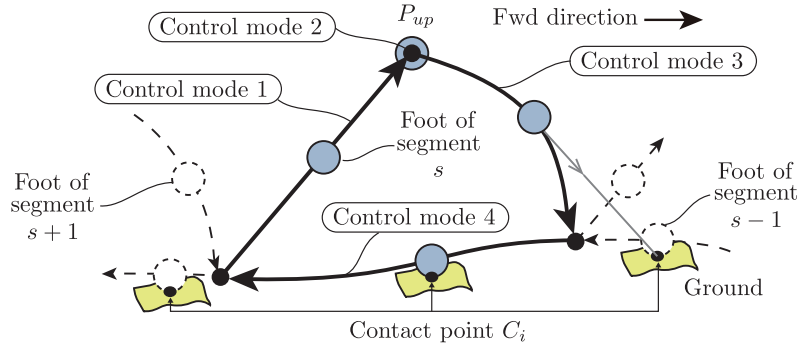 Control mode 2
P_up
Fwd direction
Control mode 1
Control mode 3
Foot of
segment
s
Foot of
segment
s + 1
Control mode 4
Foot of
segment
s − 1
Ground
Contact point C_i